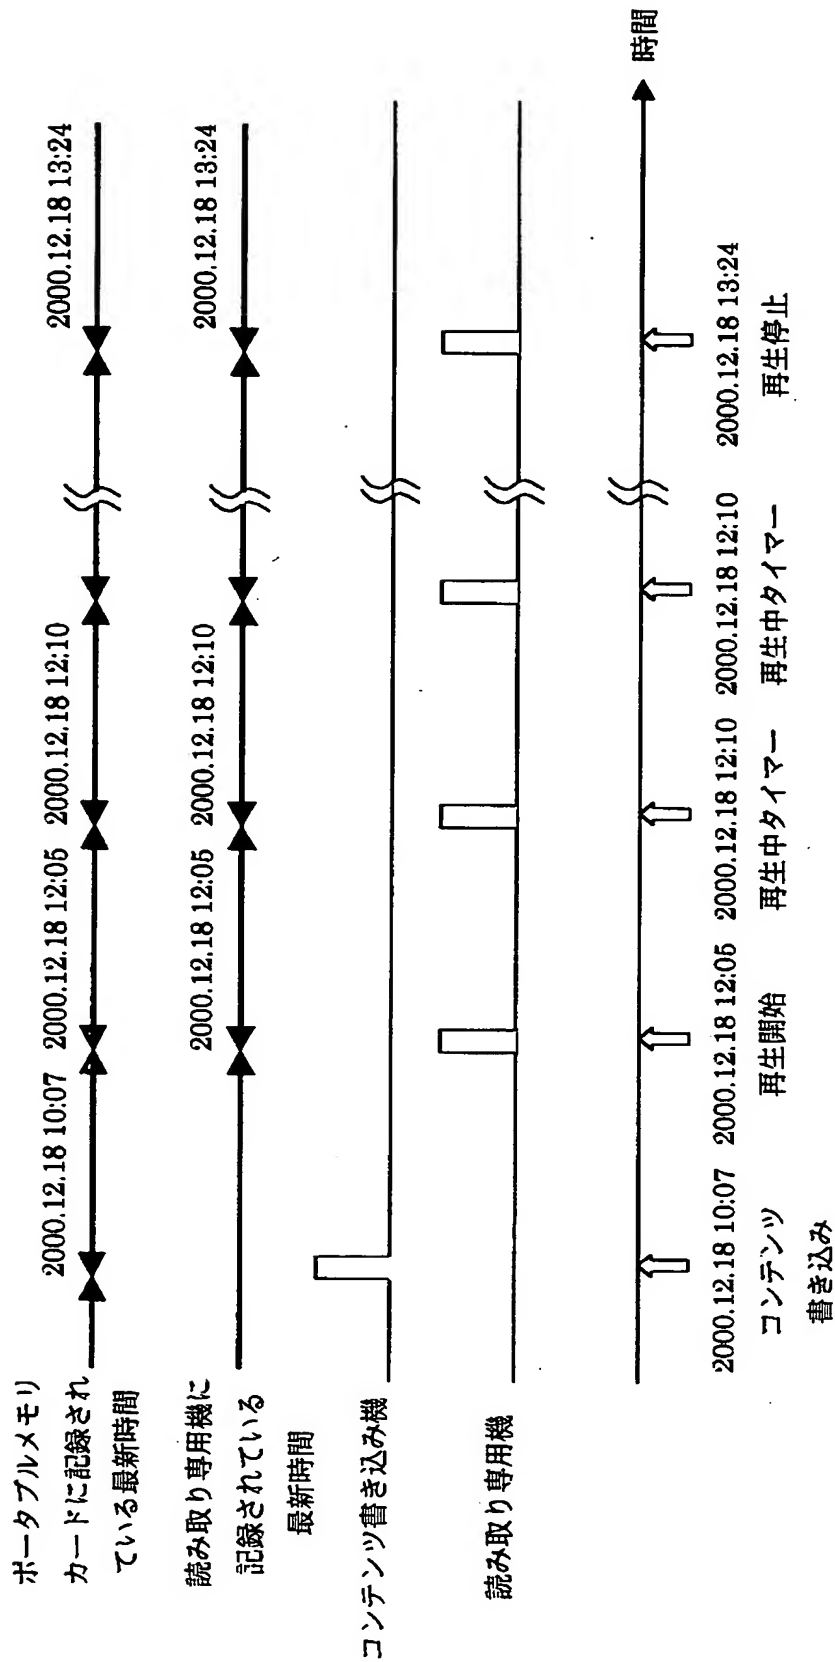 ポータブルメモリ
カードに記録され
ている最新時間
2000.12.18 10:07
2000.12.18 12:05
2000.12.18 12:10
2000.12.18 13:24
読み取り専用機に
記録されている
最新時間
2000.12.18 12:05
2000.12.18 12:10
2000.12.18 13:24
コンテンツ書き込み機
読み取り専用機
時間
2000.12.18 10:07
コンテンツ
書き込み
2000.12.18 12:05
再生開始
2000.12.18 12:10
再生中タイマー
2000.12.18 12:10
再生中タイマー
2000.12.18 13:24
再生停止